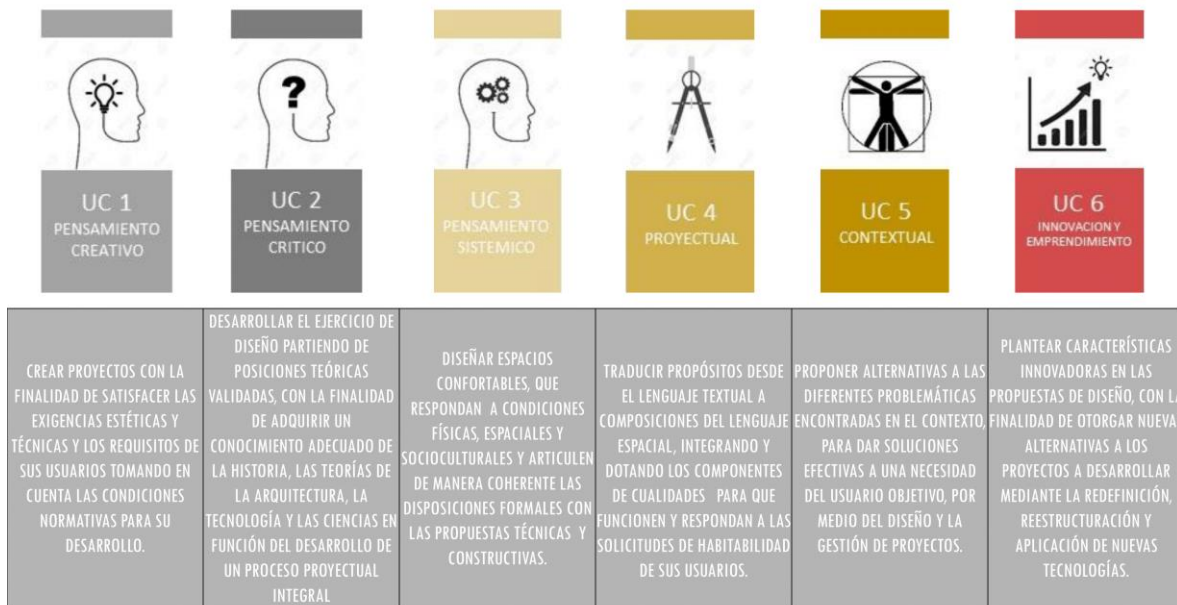 UC 1
PENSAMIENTO
CREATIVO
UC 2
PENSAMIENTO
CRITICO
UC 3
PENSAMIENTO
SISTEMICO
UC 4
PROYECTUAL
UC 5
CONTEXTUAL
UC 6
INNOVACION Y
EMPRENDIMIENTO
CREAR PROYECTOS CON LA
FINALIDAD DE SATISFACER LAS
EXIGENCIAS ESTÉTICAS Y
TÉCNICAS Y LOS REQUISITOS DE
SUS USUARIOS TOMANDO EN
CUENTA LAS CONDICIONES
NORMATIVAS PARA SU
DESARROLLO.
DESARROLLAR EL EJERCICIO DE
DISEÑO PARTIENDO DE
POSICIONES TEÓRICAS
VALIDADAS, CON LA FINALIDAD
DE ADQUIRIR UN
CONOCIMIENTO ADECUADO DE
LA HISTORIA, LAS TEORÍAS DE
LA ARQUITECTURA, LA
TECNOLOGÍA Y LAS CIENCIAS EN
FUNCIÓN DEL DESARROLLO DE
UN PROCESO PROYECTUAL
INTEGRAL
DISEÑAR ESPACIOS
CONFORTABLES, QUE
RESPONDAN A CONDICIONES
FÍSICAS, ESPACIALES Y
SOCIOCULTURALES Y ARTICULEN
DE MANERA COHERENTE LAS
DISPOSICIONES FORMALES CON
LAS PROPUESTAS TÉCNICAS Y
CONSTRUCTIVAS.
TRADUCIR PROPÓSITOS DESDE
EL LENGUAJE TEXTUAL A
COMPOSICIONES DEL LENGUAJE
ESPACIAL, INTEGRANDO Y
DOTANDO LOS COMPONENTES
DE CUALIDADES PARA QUE
FUNCIONEN Y RESPONDAN A LAS
SOLICITUDES DE HABITABILIDAD
DE SUS USUARIOS.
PROPONER ALTERNATIVAS A LAS
DIFERENTES PROBLEMÁTICAS
ENCONTRADAS EN EL CONTEXTO,
PARA DAR SOLUCIONES
EFECTIVAS A UNA NECESIDAD
DEL USUARIO OBJETIVO, POR
MEDIO DEL DISEÑO Y LA
GESTIÓN DE PROYECTOS.
PLANTEAR CARACTERÍSTICAS
INNOVADORAS EN LAS
PROPUESTAS DE DISEÑO, CON LA
FINALIDAD DE OTORGAR NUEVA
ALTERNATIVAS A LOS
PROYECTOS A DESARROLLAR
MEDIANTE LA REDEFINICIÓN,
REESTRUCTURACIÓN Y
APLICACIÓN DE NUEVAS
TECNOLOGÍAS.